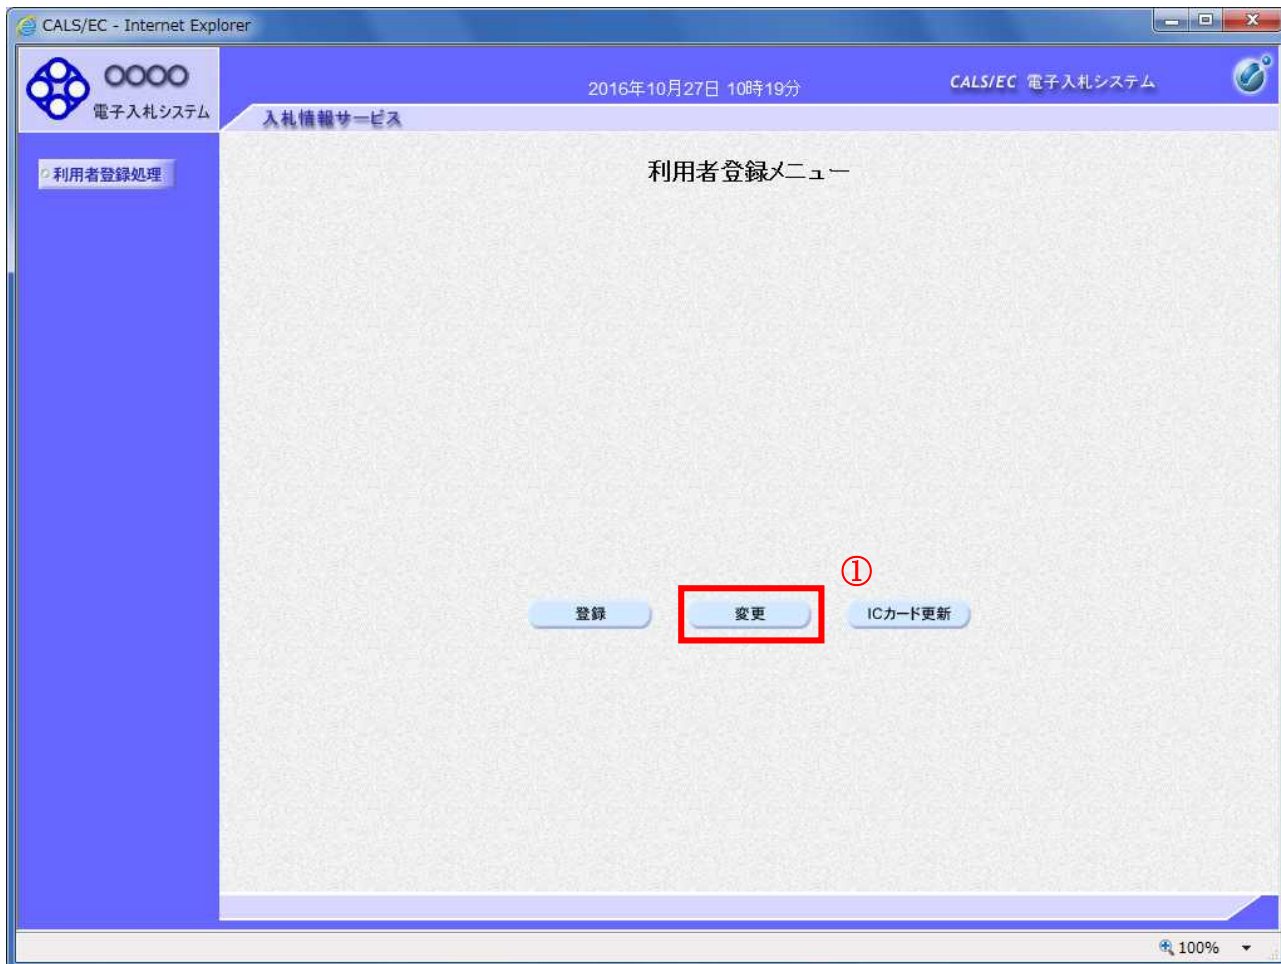 CALS/EC - Internet Explorer
○○○○
電子入札システム
2016年10月27日 10時19分
CALS/EC 電子入札システム
入札情報サービス
利用者登録処理
利用者登録メニュー
①
登録
変更
ICカード更新
100%